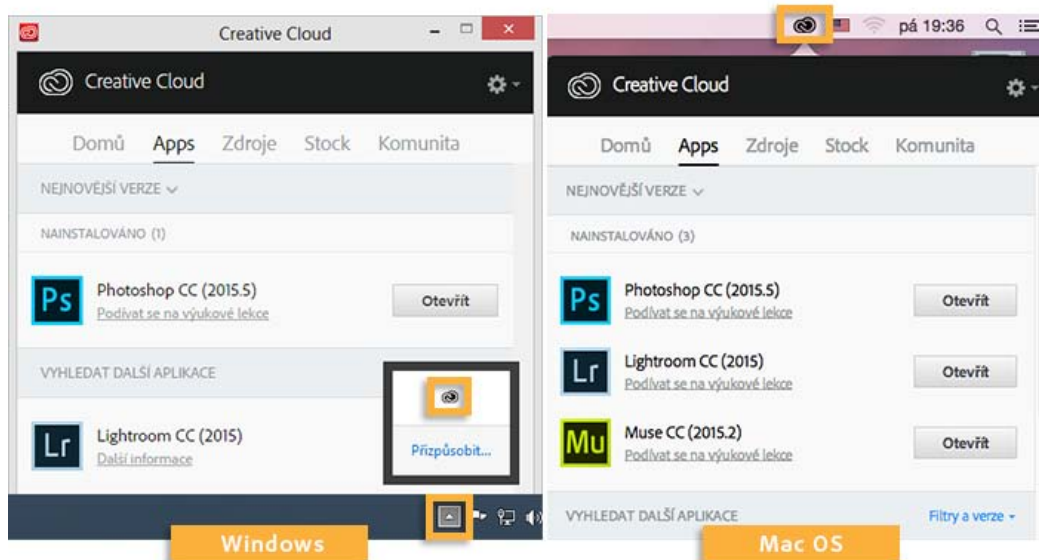 Creative Cloud
Creative Cloud
Domů Apps Zdroje Stock Komunita
NEJNOVĚJŠÍ VERZE
NAINSTALOVÁNO (1)
Ps
Photoshop CC (2015.5)
Podívat se na výukové lekce
Otevřít
VYHLEDAT DALŠÍ APLIKACE
Lr
Lightroom CC (2015)
Další informace
Přizpůsobit...
Windows
pá 19:36
Creative Cloud
Domů Apps Zdroje Stock Komunita
NEJNOVĚJŠÍ VERZE
NAINSTALOVÁNO (3)
Ps
Photoshop CC (2015.5)
Podívat se na výukové lekce
Otevřít
Lr
Lightroom CC (2015)
Podívat se na výukové lekce
Otevřít
Mu
Muse CC (2015.2)
Podívat se na výukové lekce
Otevřít
VYHLEDAT DALŠÍ APLIKACE
Filtry a verze
Mac OS